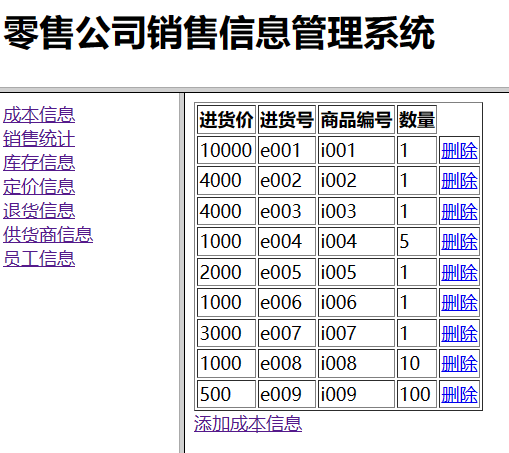 零售公司销售信息管理系统
成本信息
销售统计
库存信息
定价信息
退货信息
供货商信息
员工信息
进货价 进货号 商品编号 数量
10000 e001 i001 1 删除
4000 e002 i002 1 删除
4000 e003 i003 1 删除
1000 e004 i004 5 删除
2000 e005 i005 1 删除
1000 e006 i006 1 删除
3000 e007 i007 1 删除
1000 e008 i008 10 删除
500 e009 i009 100 删除
添加成本信息